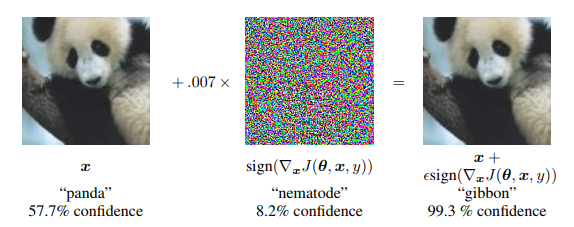 + .007 ×
=
x
sign(∇ₓJ(θ, x, y))
x +
ϵsign(∇ₓJ(θ, x, y))
“panda”
“nematode”
“gibbon”
57.7% confidence
8.2% confidence
99.3 % confidence